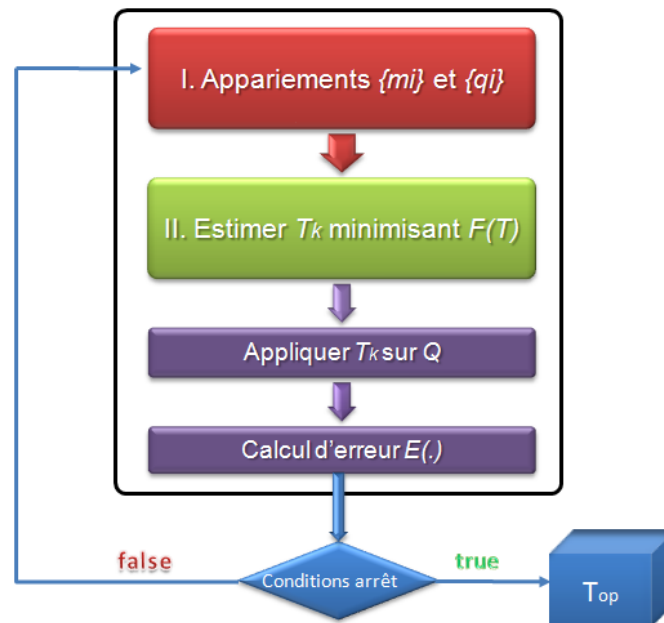 I. Appariements {mi} et {qi}
II. Estimer Tk minimisant F(T)
Appliquer Tk sur Q
Calcul d'erreur E(.)
false
Conditions arrêt
true
Top